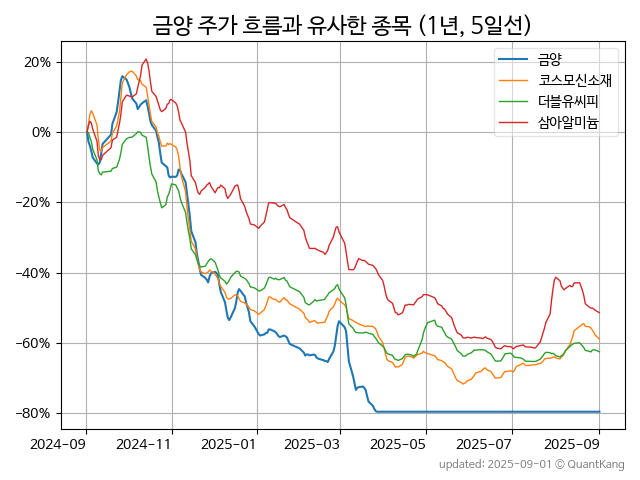 금양 주가 흐름과 유사한 종목 (1년, 5일선)
금양
코스모신소재
더블유씨피
삼아알미늄
20%
0%
−20%
−40%
−60%
−80%
2024-09 2024-11 2025-01 2025-03 2025-05 2025-07 2025-09
updated: 2025-09-01 © QuantKang